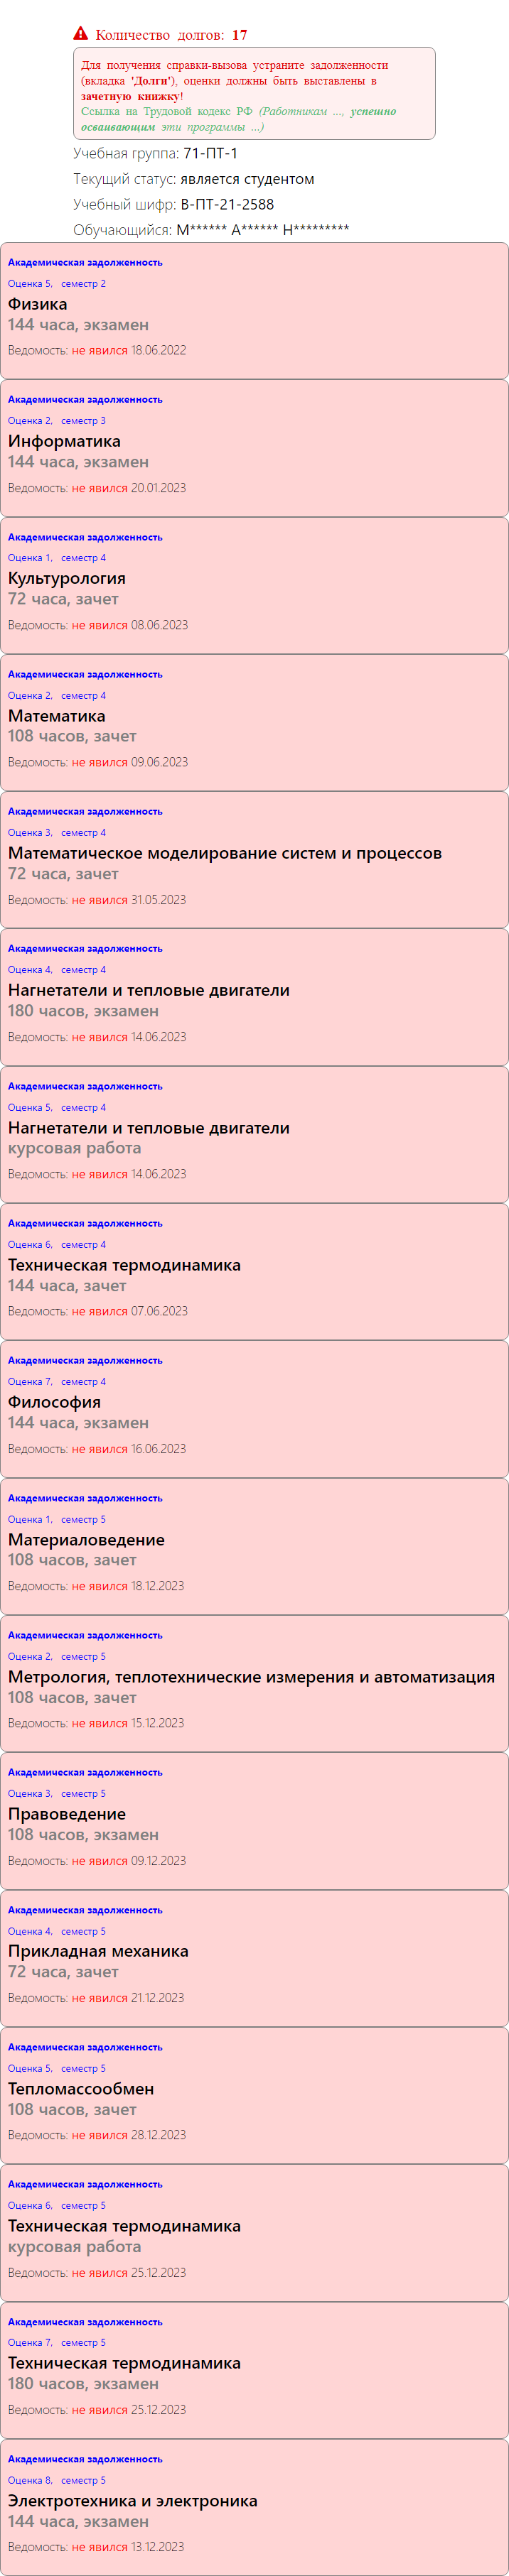 Количество долгов: 17
Для получения справки-вызова устраните задолженности
(вкладка 'Долги'), оценки должны быть выставлены в
зачетную книжку!
Ссылка на Трудовой кодекс РФ (Работникам ..., успешно
осваивающим эти программы ...)
Учебная группа: 71-ПТ-1
Текущий статус: является студентом
Учебный шифр: В-ПТ-21-2588
Обучающийся: М****** А****** Н*********
Академическая задолженность
Оценка 5, семестр 2
Физика
144 часа, экзамен
Ведомость: не явился 18.06.2022
Академическая задолженность
Оценка 2, семестр 3
Информатика
144 часа, экзамен
Ведомость: не явился 20.01.2023
Академическая задолженность
Оценка 1, семестр 4
Культурология
72 часа, зачет
Ведомость: не явился 08.06.2023
Академическая задолженность
Оценка 2, семестр 4
Математика
108 часов, зачет
Ведомость: не явился 09.06.2023
Академическая задолженность
Оценка 3, семестр 4
Математическое моделирование систем и процессов
72 часа, зачет
Ведомость: не явился 31.05.2023
Академическая задолженность
Оценка 4, семестр 4
Нагнетатели и тепловые двигатели
180 часов, экзамен
Ведомость: не явился 14.06.2023
Академическая задолженность
Оценка 5, семестр 4
Нагнетатели и тепловые двигатели
курсовая работа
Ведомость: не явился 14.06.2023
Академическая задолженность
Оценка 6, семестр 4
Техническая термодинамика
144 часа, зачет
Ведомость: не явился 07.06.2023
Академическая задолженность
Оценка 7, семестр 4
Философия
144 часа, экзамен
Ведомость: не явился 16.06.2023
Академическая задолженность
Оценка 1, семестр 5
Материаловедение
108 часов, зачет
Ведомость: не явился 18.12.2023
Академическая задолженность
Оценка 2, семестр 5
Метрология, теплотехнические измерения и автоматизация
108 часов, зачет
Ведомость: не явился 15.12.2023
Академическая задолженность
Оценка 3, семестр 5
Правоведение
108 часов, экзамен
Ведомость: не явился 09.12.2023
Академическая задолженность
Оценка 4, семестр 5
Прикладная механика
72 часа, зачет
Ведомость: не явился 21.12.2023
Академическая задолженность
Оценка 5, семестр 5
Тепломассообмен
108 часов, зачет
Ведомость: не явился 28.12.2023
Академическая задолженность
Оценка 6, семестр 5
Техническая термодинамика
курсовая работа
Ведомость: не явился 25.12.2023
Академическая задолженность
Оценка 7, семестр 5
Техническая термодинамика
180 часов, экзамен
Ведомость: не явился 25.12.2023
Академическая задолженность
Оценка 8, семестр 5
Электротехника и электроника
144 часа, экзамен
Ведомость: не явился 13.12.2023